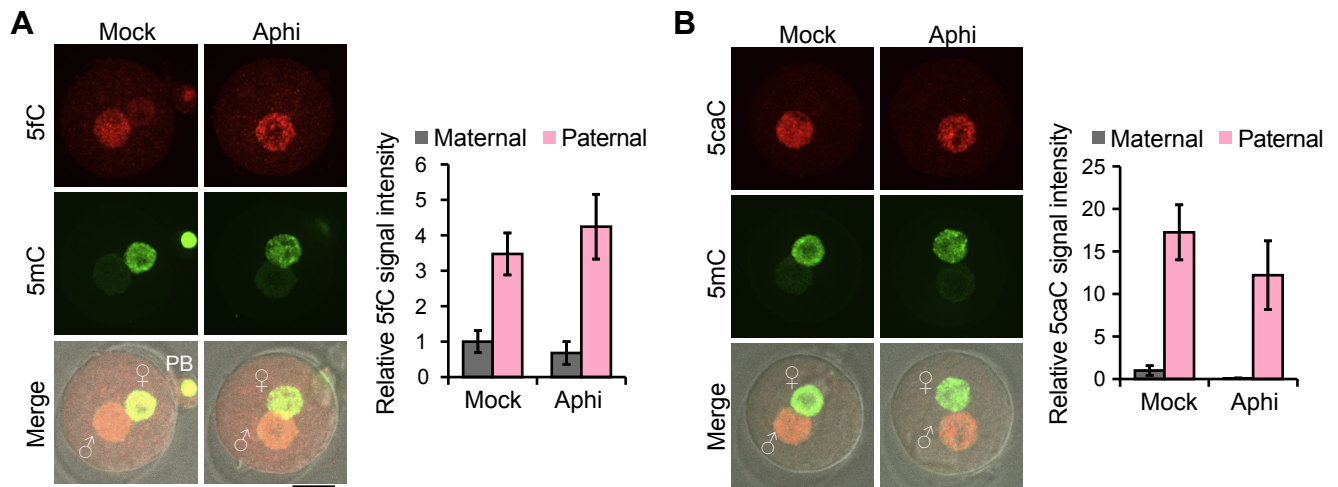 A
Mock Aphi
5fC
5mC
Merge
♀
♂
PB
♀
♂
Maternal Paternal
Relative 5fC signal intensity
6
5
4
3
2
1
0
Mock Aphi
B
Mock Aphi
5caC
5mC
Merge
♀
♂
♀
♂
Maternal Paternal
Relative 5caC signal intensity
25
20
15
10
5
0
Mock Aphi